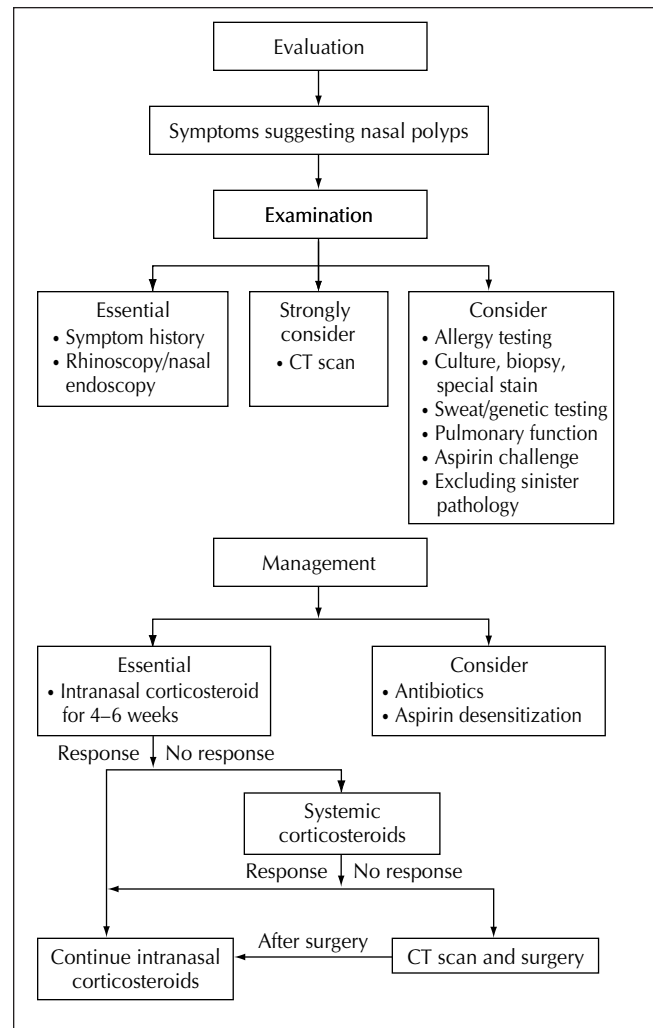 Evaluation
Symptoms suggesting nasal polyps
Examination
Essential
• Symptom history
• Rhinoscopy/nasal
endoscopy
Strongly
consider
• CT scan
Consider
• Allergy testing
• Culture, biopsy,
special stain
• Sweat/genetic testing
• Pulmonary function
• Aspirin challenge
• Excluding sinister
pathology
Management
Essential
• Intranasal corticosteroid
for 4–6 weeks
Consider
• Antibiotics
• Aspirin desensitization
Response No response
Systemic
corticosteroids
Response No response
Continue intranasal
corticosteroids
After surgery
CT scan and surgery